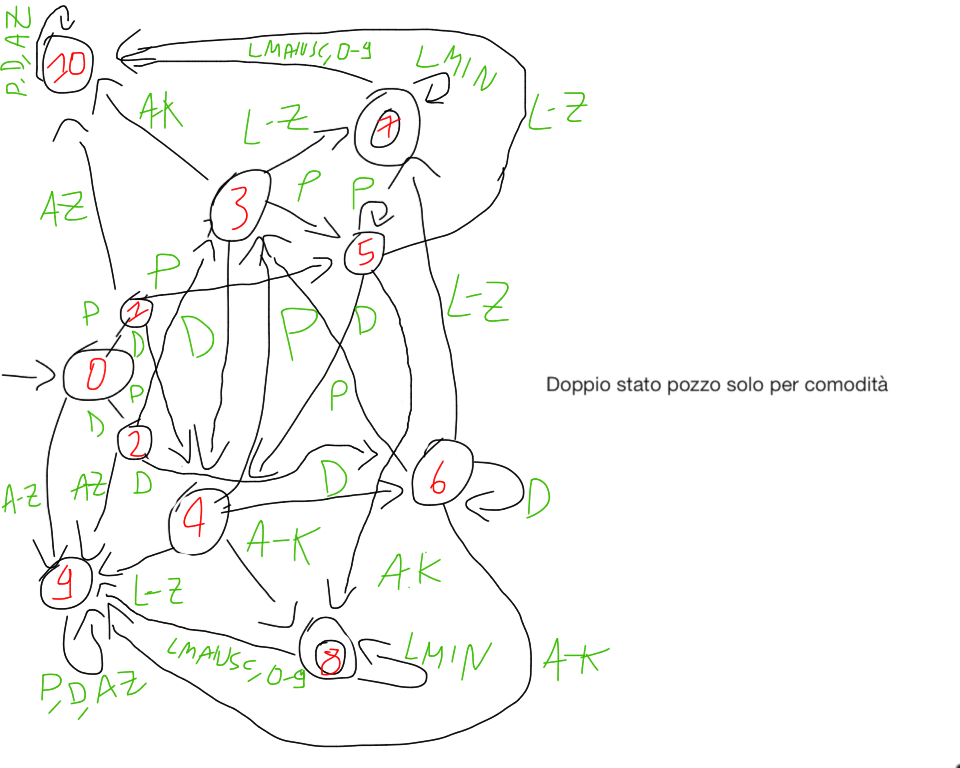 P,D,AZ
10
LMAIUSC,0-9
LMIN
AK
L-Z
7
L-Z
3
P
P
AZ
5
P
L-Z
P
1
D
D
P
D
0
P
P
Doppio stato pozzo solo per comodità
D
2
A-Z
AZ
D
D
6
D
4
A-K
9
L-Z
A.K
LMAIUSC,0-9
8
LMIN
A-K
P,D,AZ